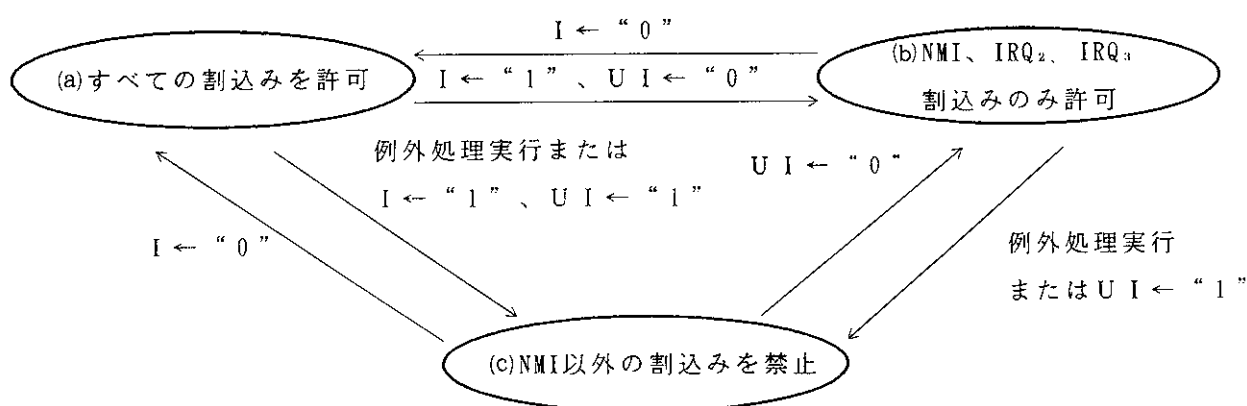 I ← “0”
(a)すべての割込みを許可
I ← “1”、UI ← “0”
(b)NMI、IRQ₂、IRQ₃
割込みのみ許可
例外処理実行または
I ← “1”、UI ← “1”
UI ← “0”
I ← “0”
例外処理実行
またはUI ← “1”
(c)NMI以外の割込みを禁止